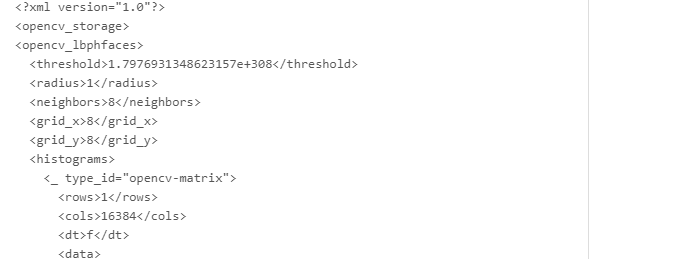 <?xml version="1.0"?>
<opencv_storage>
<opencv_lbphfaces>
<threshold>1.7976931348623157e+308</threshold>
<radius>1</radius>
<neighbors>8</neighbors>
<grid_x>8</grid_x>
<grid_y>8</grid_y>
<histograms>
<_ type_id="opencv-matrix">
<rows>1</rows>
<cols>16384</cols>
<dt>f</dt>
<data>